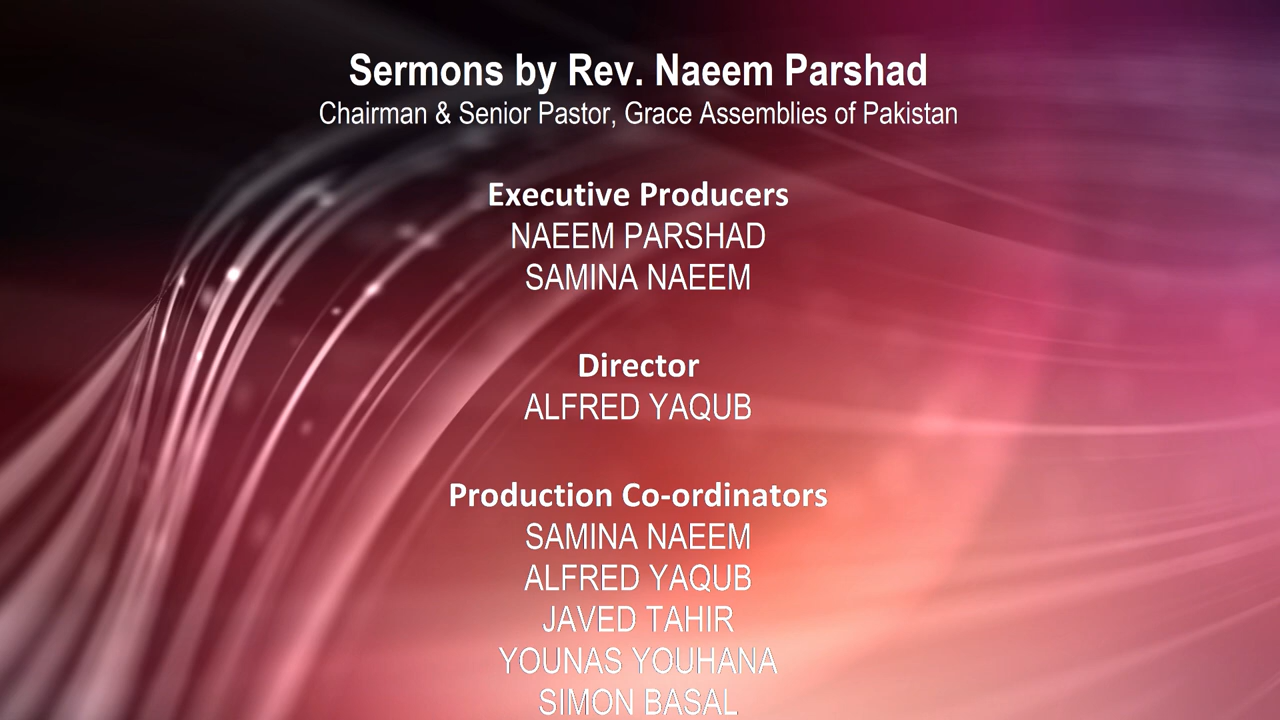 Sermons by Rev. Naeem Parshad
Chairman & Senior Pastor, Grace Assemblies of Pakistan
Executive Producers
NAEEM PARSHAD
SAMINA NAEEM
Director
ALFRED YAQUB
Production Co-ordinators
SAMINA NAEEM
ALFRED YAQUB
JAVED TAHIR
YOUNAS YOUHANA
SIMON BASAL